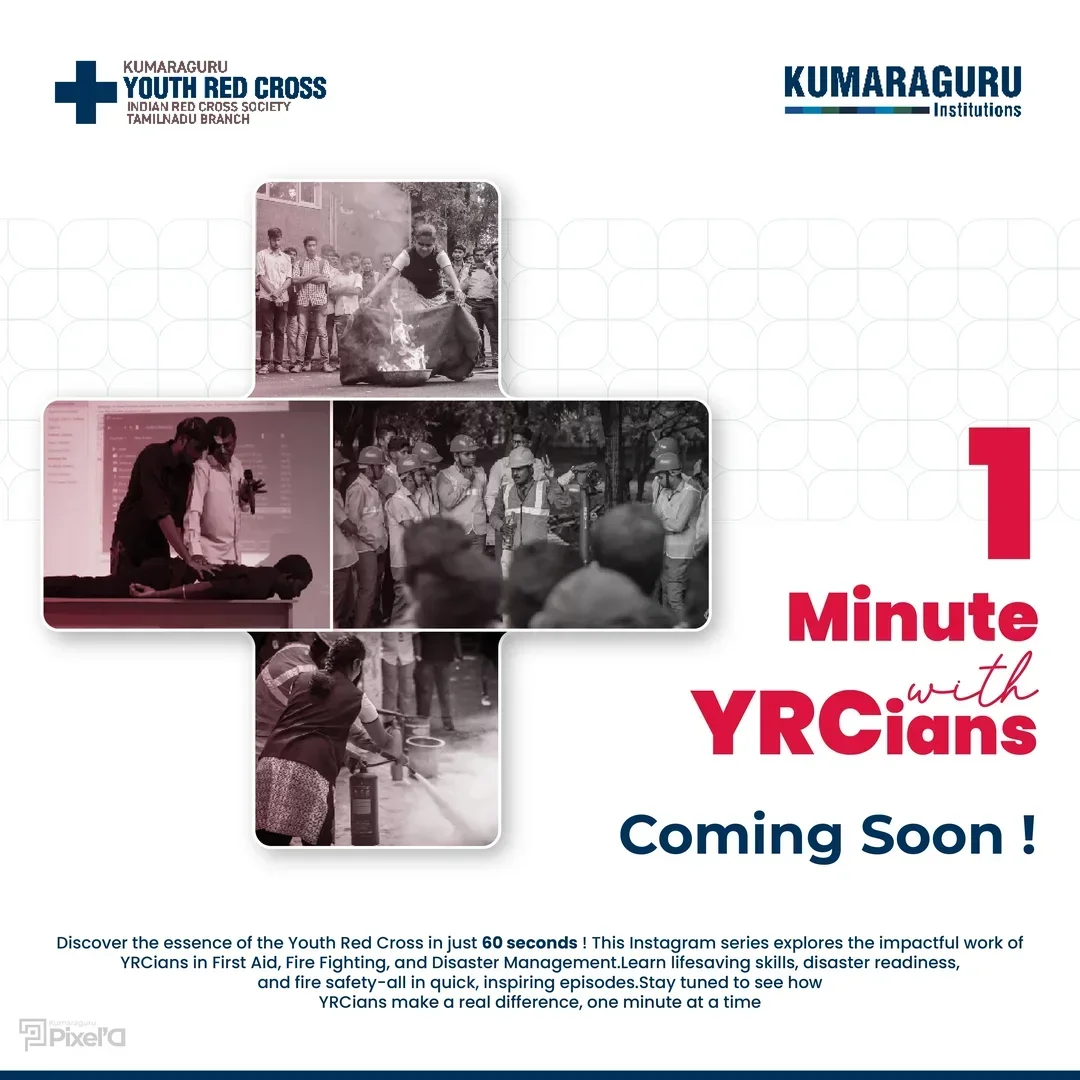 KUMARAGURU
YOUTH RED CROSS
INDIAN RED CROSS SOCIETY
TAMILNADU BRANCH
KUMARAGURU
Institutions
1
Minute
with
YRCians
Coming Soon !
Discover the essence of the Youth Red Cross in just 60 seconds ! This Instagram series explores the impactful work of
YRCians in First Aid, Fire Fighting, and Disaster Management.Learn lifesaving skills, disaster readiness,
and fire safety-all in quick, inspiring episodes.Stay tuned to see how
YRCians make a real difference, one minute at a time
Kumaraguru
Pixel'D